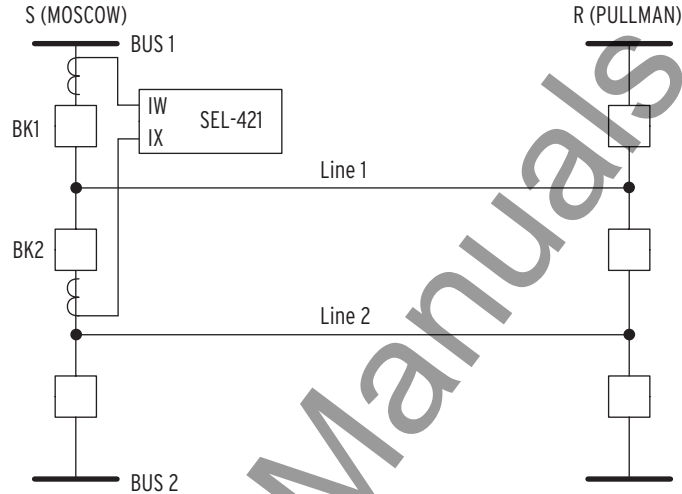 S (MOSCOW)
R (PULLMAN)
BUS 1
IW
SEL-421
IX
BK1
Line 1
BK2
Line 2
BUS 2
Manuals